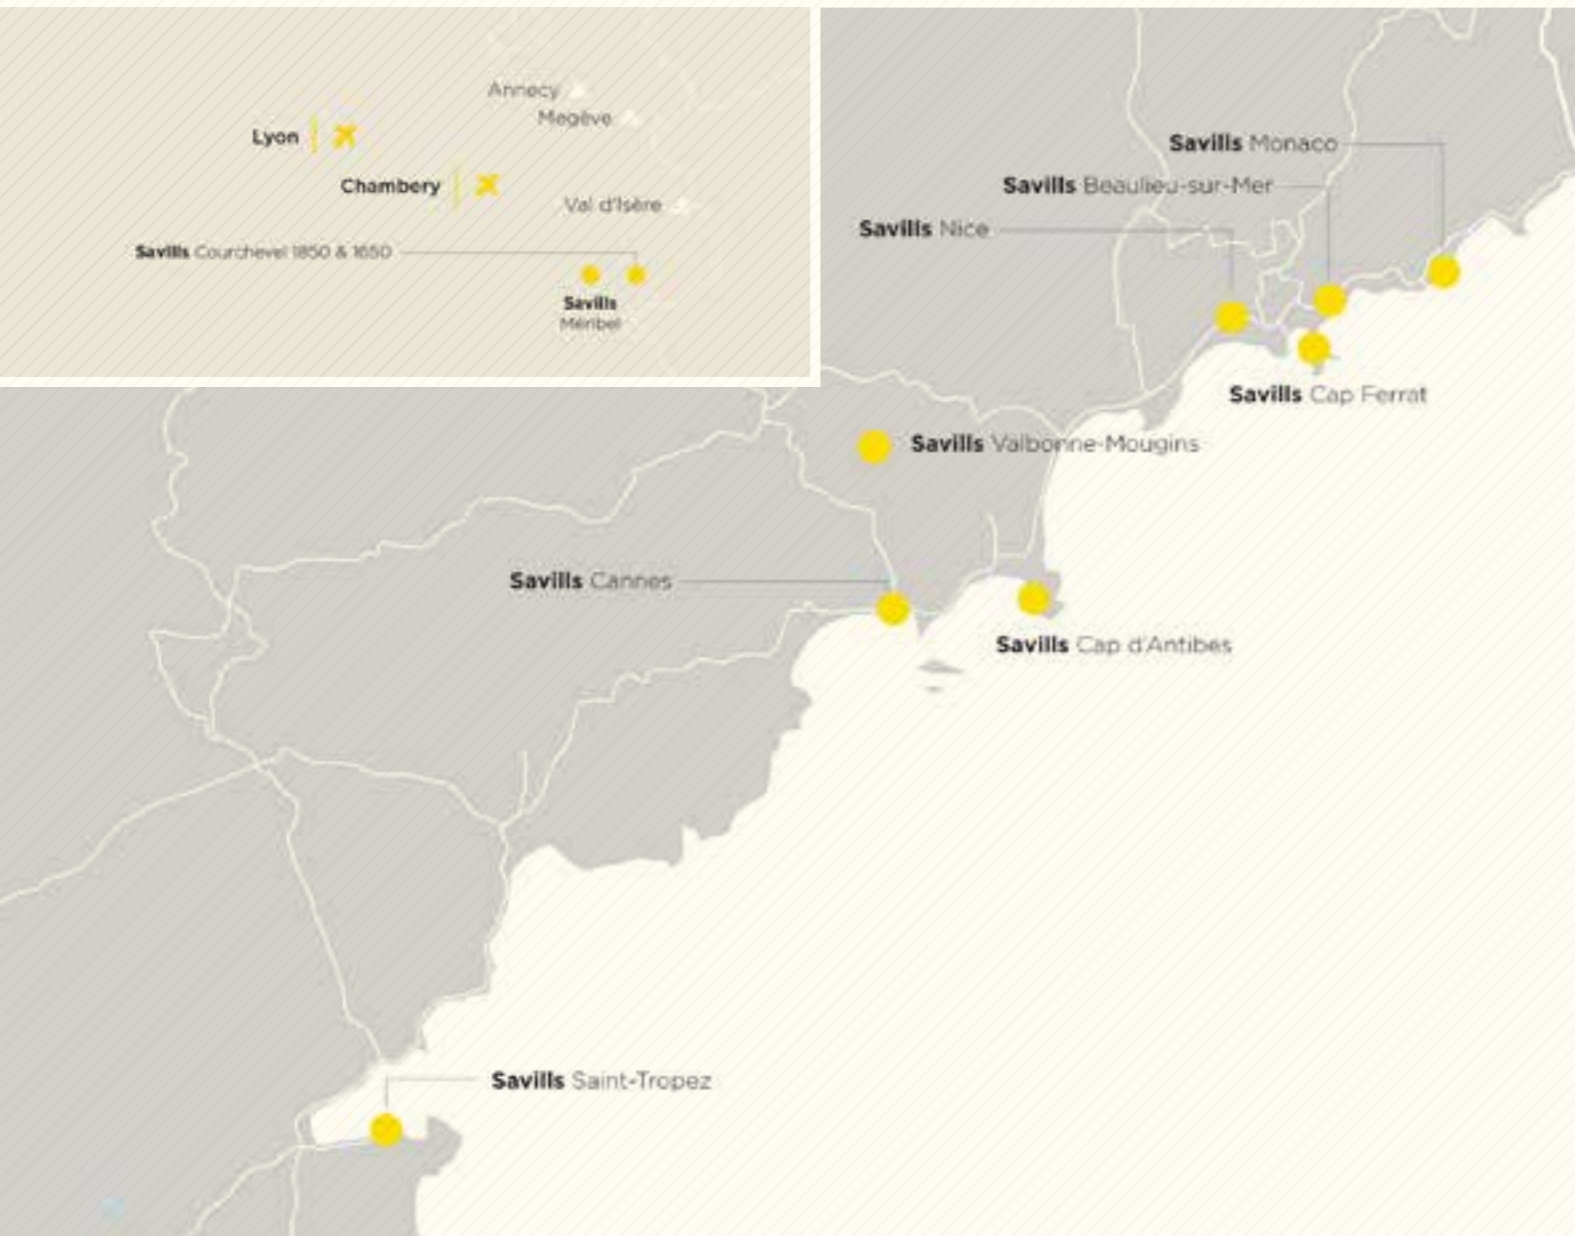 Annecy
Megève
Lyon
Chambery
Val d'Isère
Savills Courchevel 1850 & 1650
Savills
Méribel
Savills Monaco
Savills Beaulieu-sur-Mer
Savills Nice
Savills Cap Ferrat
Savills Valbonne-Mougins
Savills Cannes
Savills Cap d'Antibes
Savills Saint-Tropez